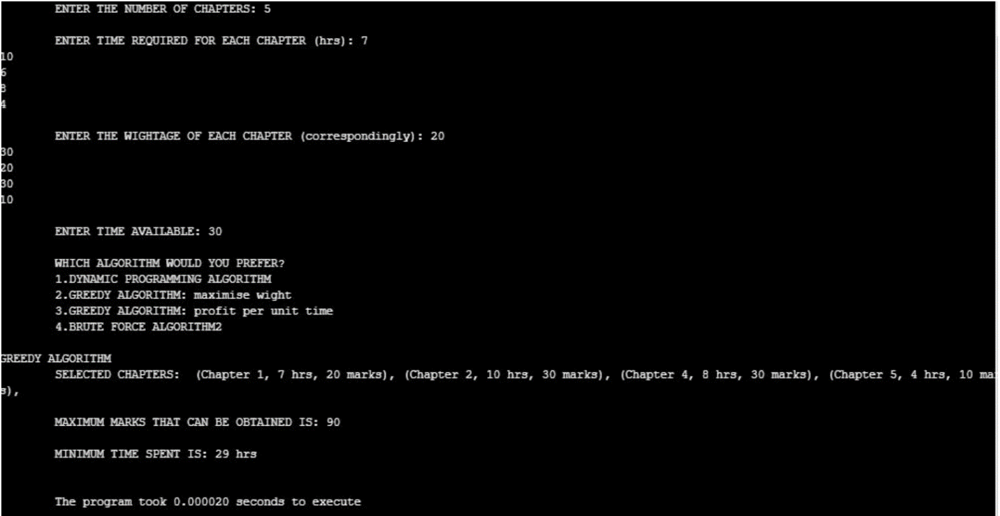 ENTER THE NUMBER OF CHAPTERS: 5
ENTER TIME REQUIRED FOR EACH CHAPTER (hrs): 7
10
6
8
4
ENTER THE WIGHTAGE OF EACH CHAPTER (correspondingly): 20
30
20
30
10
ENTER TIME AVAILABLE: 30
WHICH ALGORITHM WOULD YOU PREFER?
1.DYNAMIC PROGRAMMING ALGORITHM
2.GREEDY ALGORITHM: maximise wight
3.GREEDY ALGORITHM: profit per unit time
4.BRUTE FORCE ALGORITHM2
GREEDY ALGORITHM
SELECTED CHAPTERS: (Chapter 1, 7 hrs, 20 marks), (Chapter 2, 10 hrs, 30 marks), (Chapter 4, 8 hrs, 30 marks), (Chapter 5, 4 hrs, 10 mar
s),
MAXIMUM MARKS THAT CAN BE OBTAINED IS: 90
MINIMUM TIME SPENT IS: 29 hrs
The program took 0.000020 seconds to execute